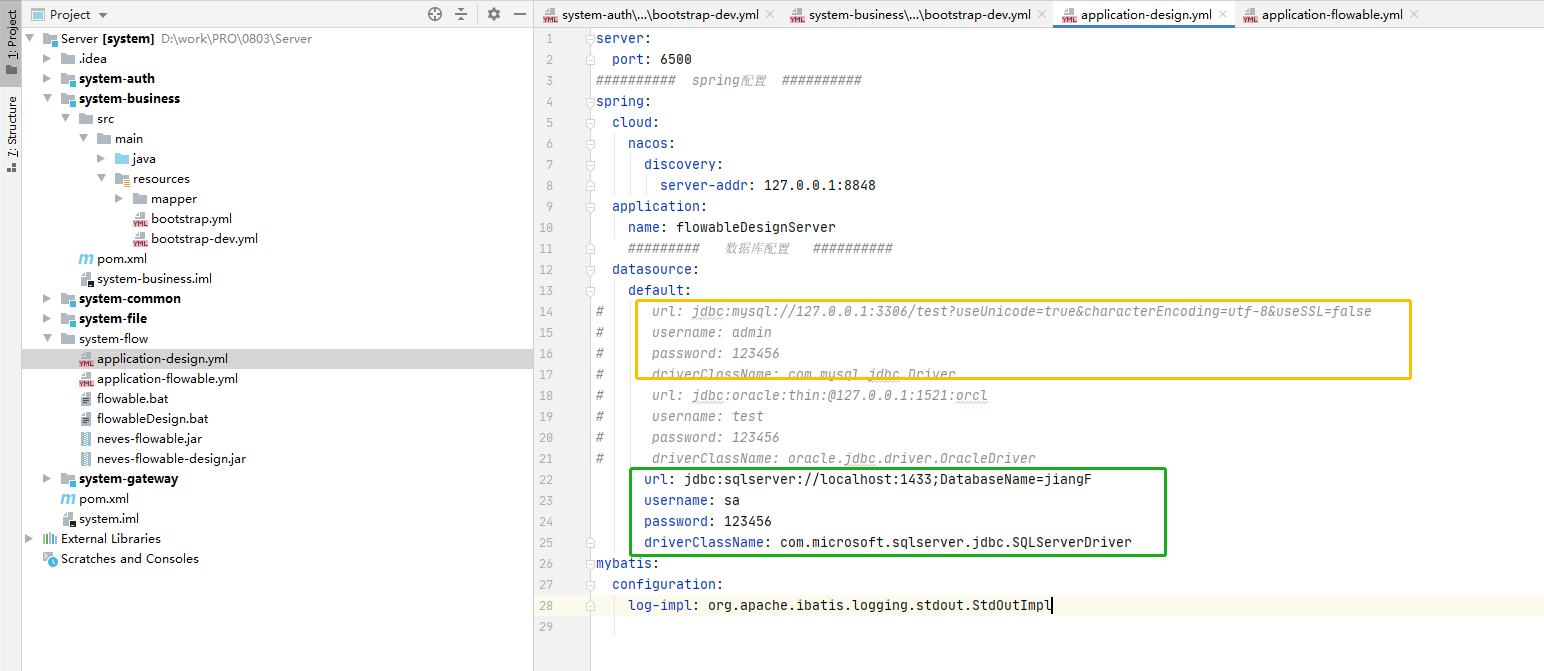 1: Project
7: Structure
Project
Server [system] D:\work\PRO\0803\Server
.idea
system-auth
system-business
src
main
java
resources
mapper
bootstrap.yml
bootstrap-dev.yml
pom.xml
system-business.iml
system-common
system-file
system-flow
application-design.yml
application-flowable.yml
flowable.bat
flowableDesign.bat
neves-flowable.jar
neves-flowable-design.jar
system-gateway
pom.xml
system.iml
External Libraries
Scratches and Consoles
system-auth\...\bootstrap-dev.yml
system-business\...\bootstrap-dev.yml
application-design.yml
application-flowable.yml
1 server:
2 port: 6500
3 ########## spring配置 ##########
4 spring:
5 cloud:
6 nacos:
7 discovery:
8 server-addr: 127.0.0.1:8848
9 application:
10 name: flowableDesignServer
11 ######### 数据库配置 ##########
12 datasource:
13 default:
14 # url: jdbc:mysql://127.0.0.1:3306/test?useUnicode=true&characterEncoding=utf-8&useSSL=false
15 # username: admin
16 # password: 123456
17 # driverClassName: com.mysql.jdbc.Driver
18 # url: jdbc:oracle:thin:@127.0.0.1:1521:orcl
19 # username: test
20 # password: 123456
21 # driverClassName: oracle.jdbc.driver.OracleDriver
22 url: jdbc:sqlserver://localhost:1433;DatabaseName=jiangF
23 username: sa
24 password: 123456
25 driverClassName: com.microsoft.sqlserver.jdbc.SQLServerDriver
26 mybatis:
27 configuration:
28 log-impl: org.apache.ibatis.logging.stdout.StdOutImpl
29